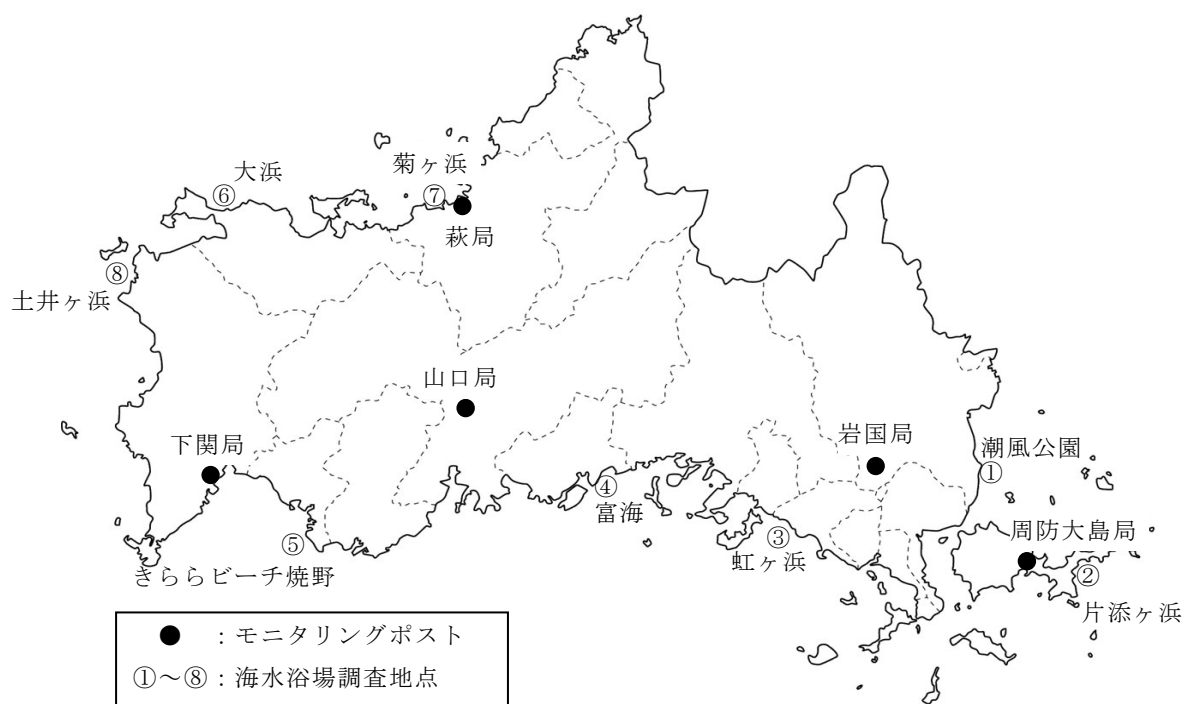 大浜
⑥
菊ヶ浜
⑦
萩局
⑧
土井ヶ浜
山口局
下関局
岩国局
潮風公園
①
④
富海
③
虹ヶ浜
周防大島局
②
片添ヶ浜
⑤
きららビーチ焼野
●：モニタリングポスト
①～⑧：海水浴場調査地点